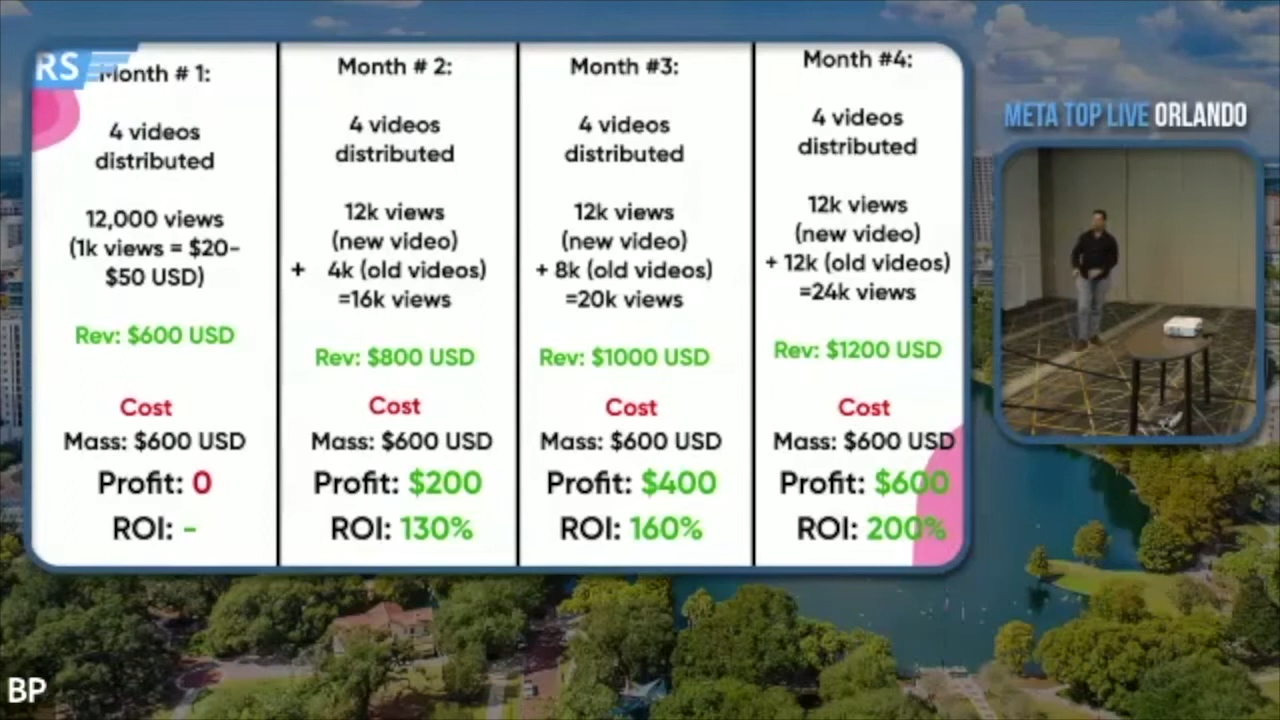 RS
Month # 1:
4 videos
distributed
12,000 views
(1k views = $20-
$50 USD)
Rev: $600 USD
Cost
Mass: $600 USD
Profit: 0
ROI: -
Month # 2:
4 videos
distributed
12k views
(new video)
+ 4k (old videos)
=16k views
Rev: $800 USD
Cost
Mass: $600 USD
Profit: $200
ROI: 130%
Month #3:
4 videos
distributed
12k views
(new video)
+ 8k (old videos)
=20k views
Rev: $1000 USD
Cost
Mass: $600 USD
Profit: $400
ROI: 160%
Month #4:
4 videos
distributed
12k views
(new video)
+ 12k (old videos)
=24k views
Rev: $1200 USD
Cost
Mass: $600 USD
Profit: $600
ROI: 200%
META TOP LIVE ORLANDO
BP